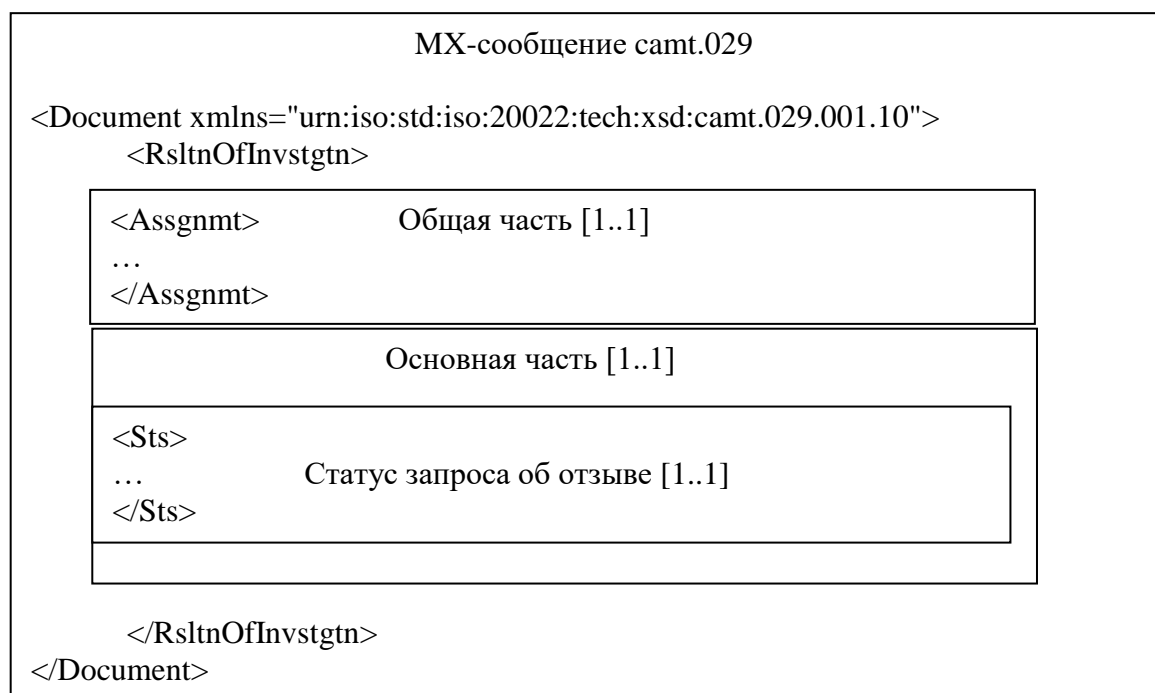 МХ-сообщение camt.029
<Document xmlns="urn:iso:std:iso:20022:tech:xsd:camt.029.001.10">
<RsltnOfInvstgtn>
<Assgnmt> Общая часть [1..1]
…
</Assgnmt>
Основная часть [1..1]
<Sts>
… Статус запроса об отзыве [1..1]
</Sts>
</RsltnOfInvstgtn>
</Document>